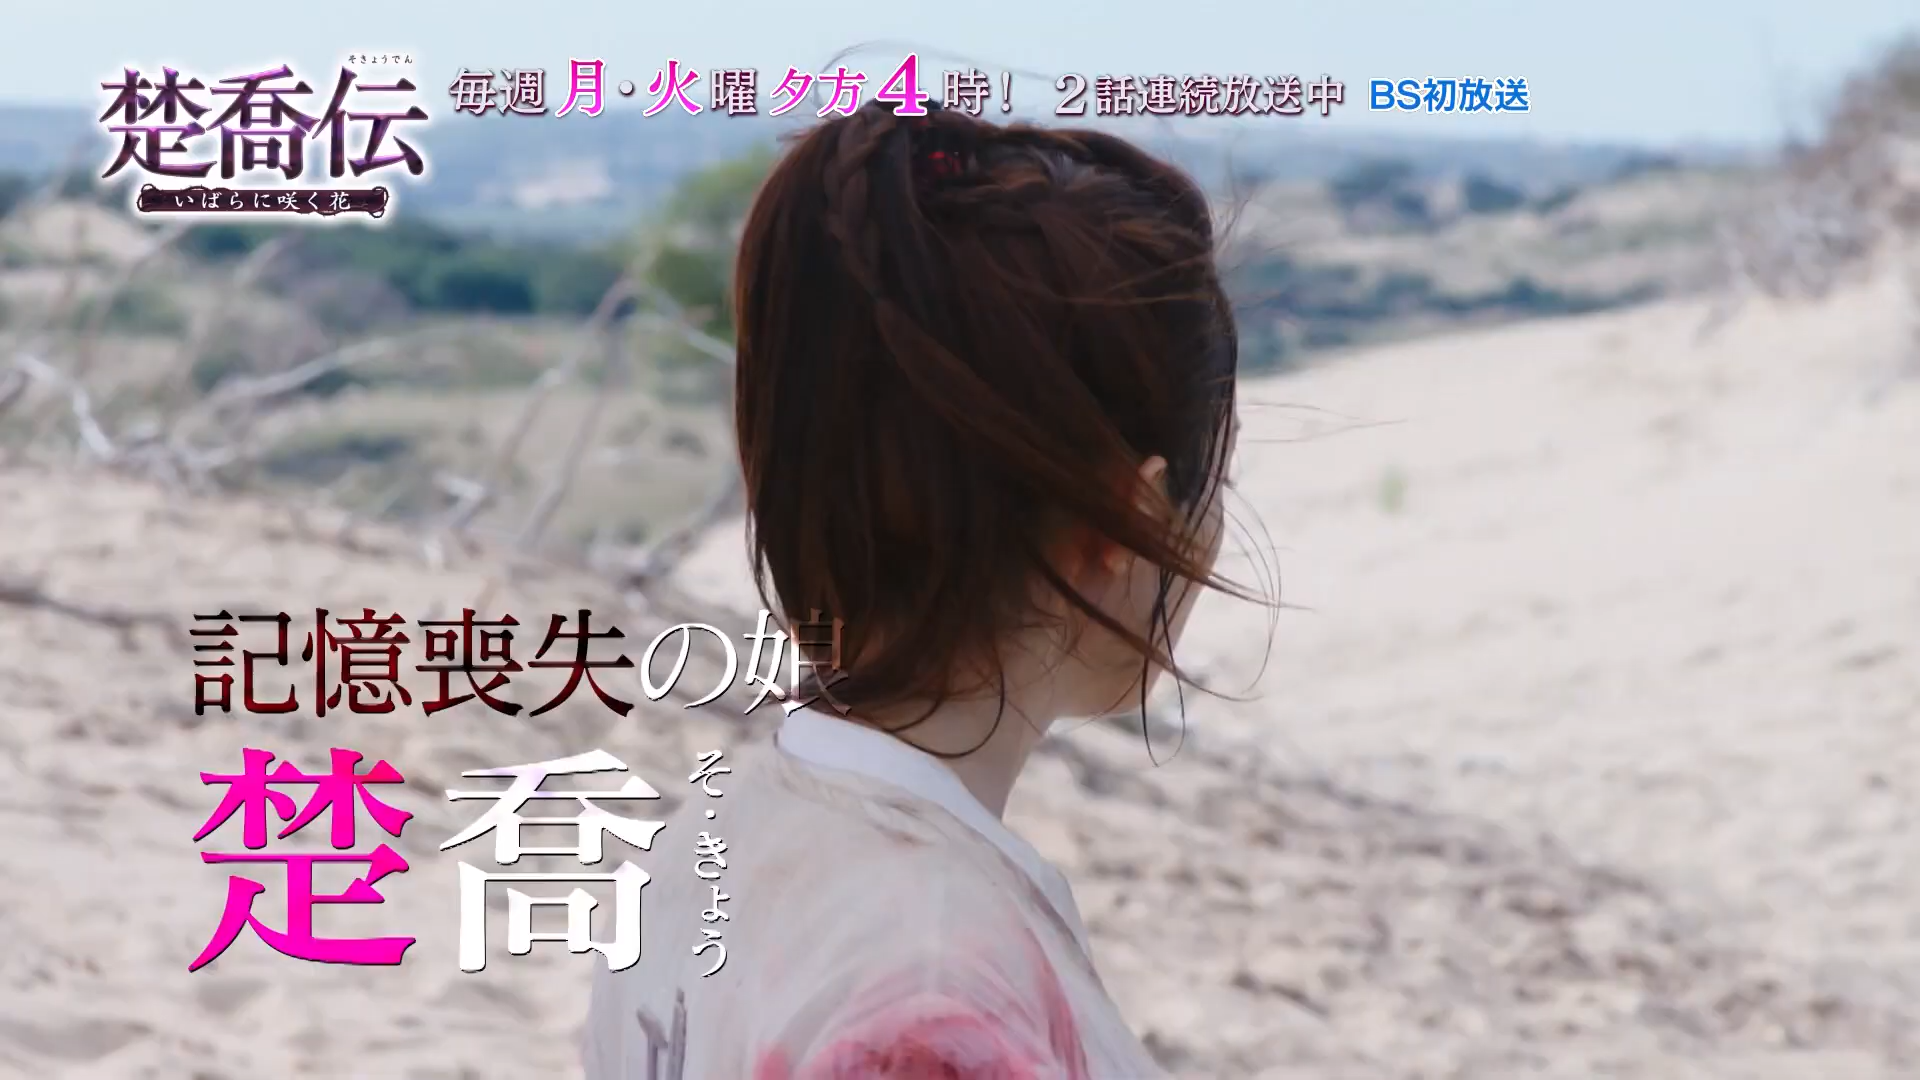 そきょうでん
楚喬伝
いばらに咲く花
毎週月・火曜夕方4時! 2話連続放送中 BS初放送
記憶喪失の娘
楚喬
そ・きょう